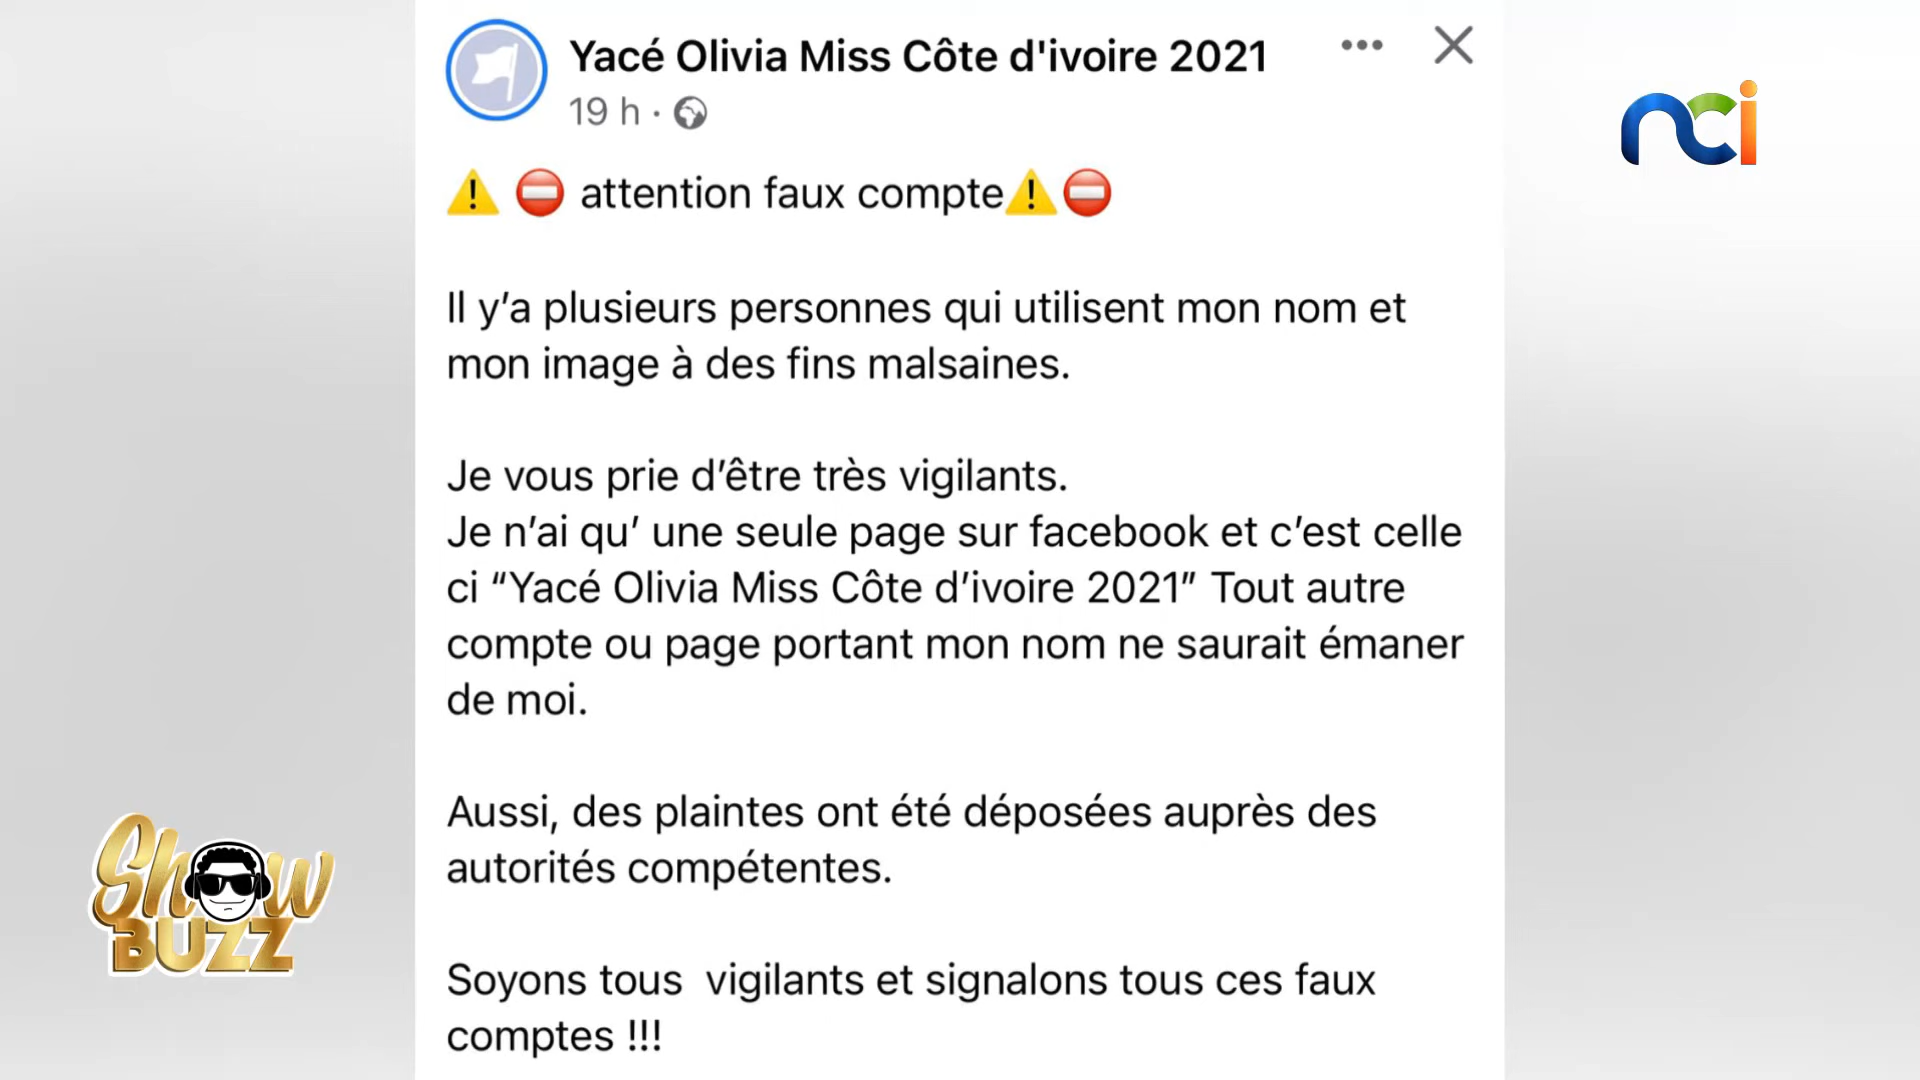 Yacé Olivia Miss Côte d'ivoire 2021
19 h ·
nci
⚠️ ⛔ attention faux compte⚠️⛔
Il y’a plusieurs personnes qui utilisent mon nom et
mon image à des fins malsaines.
Je vous prie d’être très vigilants.
Je n’ai qu’ une seule page sur facebook et c’est celle
ci “Yacé Olivia Miss Côte d’ivoire 2021” Tout autre
compte ou page portant mon nom ne saurait émaner
de moi.
Aussi, des plaintes ont été déposées auprès des
autorités compétentes.
Soyons tous  vigilants et signalons tous ces faux
comptes !!!
Show
BUZZ